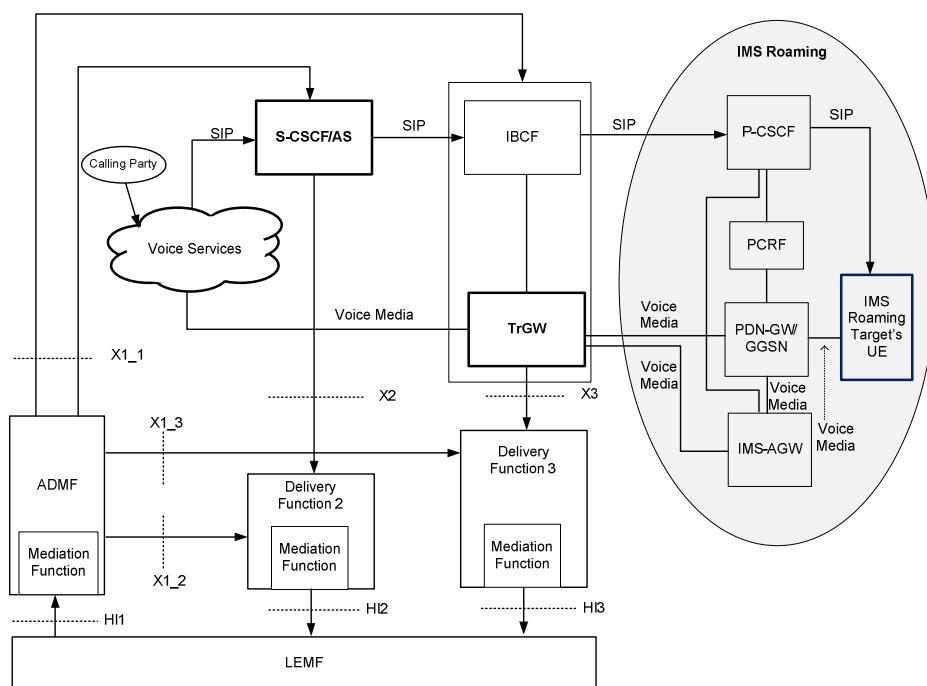 IMS Roaming
SIP
S-CSCF/AS
SIP
IBCF
SIP
P-CSCF
SIP
Calling Party
Voice Services
PCRF
Voice Media
TrGW
Voice
Media
PDN-GW/
GGSN
IMS
Roaming
Target's
UE
Voice
Media
Voice
Media
Voice
Media
IMS-AGW
X1_1
X2
X3
ADMF
X1_3
Delivery
Function 3
Delivery
Function 2
Mediation
Function
Mediation
Function
Mediation
Function
X1_2
HI1
HI2
HI3
LEMF